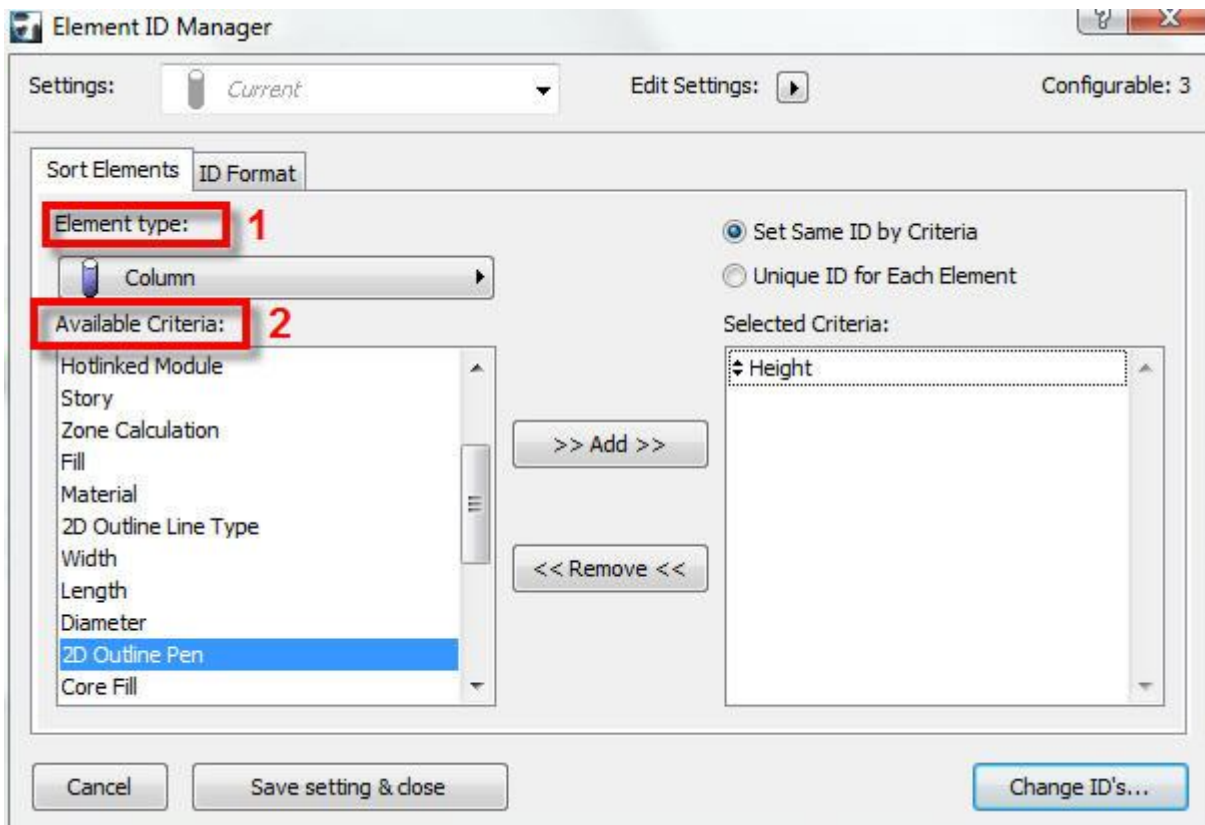 Element ID Manager
?
X
Settings: Current Edit Settings: Configurable: 3
Sort Elements ID Format
Element type: 1
Column
Set Same ID by Criteria
Unique ID for Each Element
Available Criteria: 2
Hotlinked Module
Story
Zone Calculation
Fill
Material
2D Outline Line Type
Width
Length
Diameter
2D Outline Pen
Core Fill
>> Add >>
<< Remove <<
Selected Criteria:
Height
Cancel Save setting & close Change ID's...